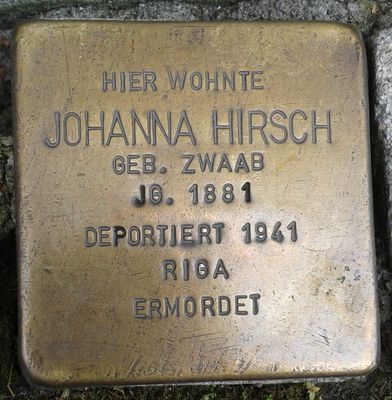 HIER WOHNTE
JOHANNA HIRSCH
GEB. ZWAAB
JG. 1881
DEPORTIERT 1941
RIGA
ERMORDET